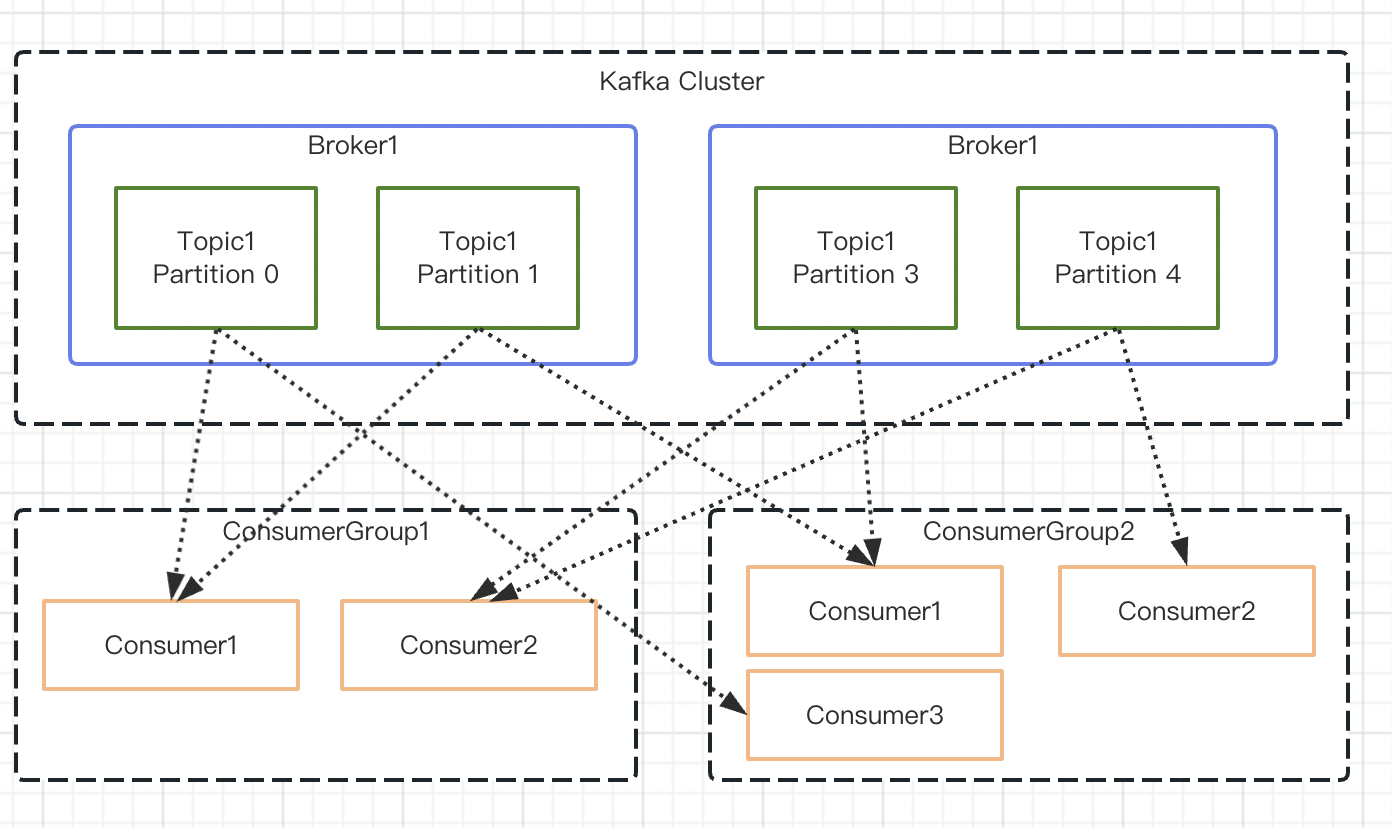 Kafka Cluster
Broker1
Topic1
Partition 0
Topic1
Partition 1
Broker1
Topic1
Partition 3
Topic1
Partition 4
ConsumerGroup1
Consumer1
Consumer2
ConsumerGroup2
Consumer1
Consumer2
Consumer3